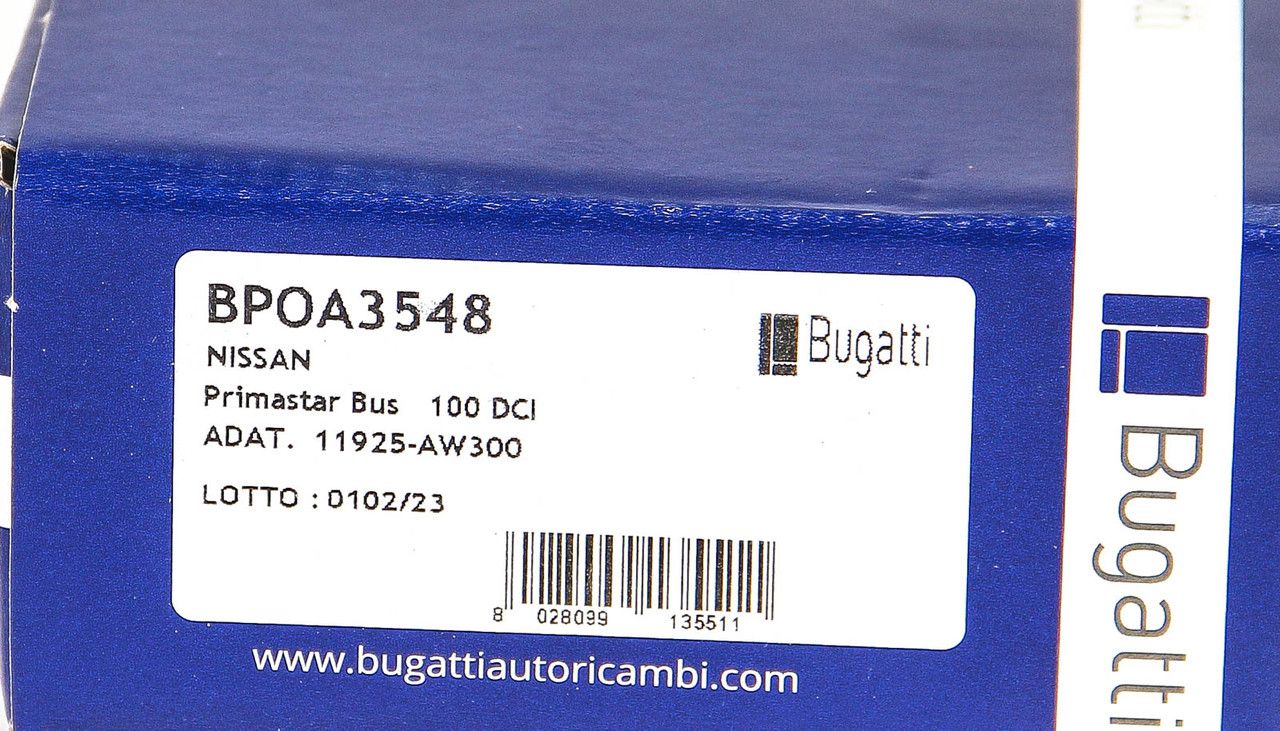 BPOA3548
Bugatti
NISSAN
Primastar Bus 100 DCI
ADAT. 11925-AW300
LOTTO : 0102/23
8 028099 135511
www.bugattiautoricambi.com
Bugatti